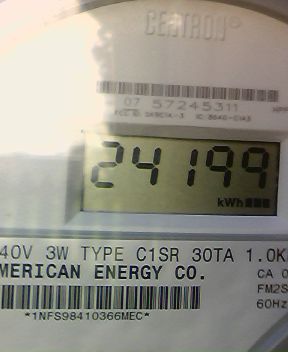 CENTRON®
07 57245311
24199
kWh
40V 3W TYPE C1SR 30TA 1.0K
MERICAN ENERGY CO.
CA 0
FM2S
60Hz
*1NFS98410366MEC*